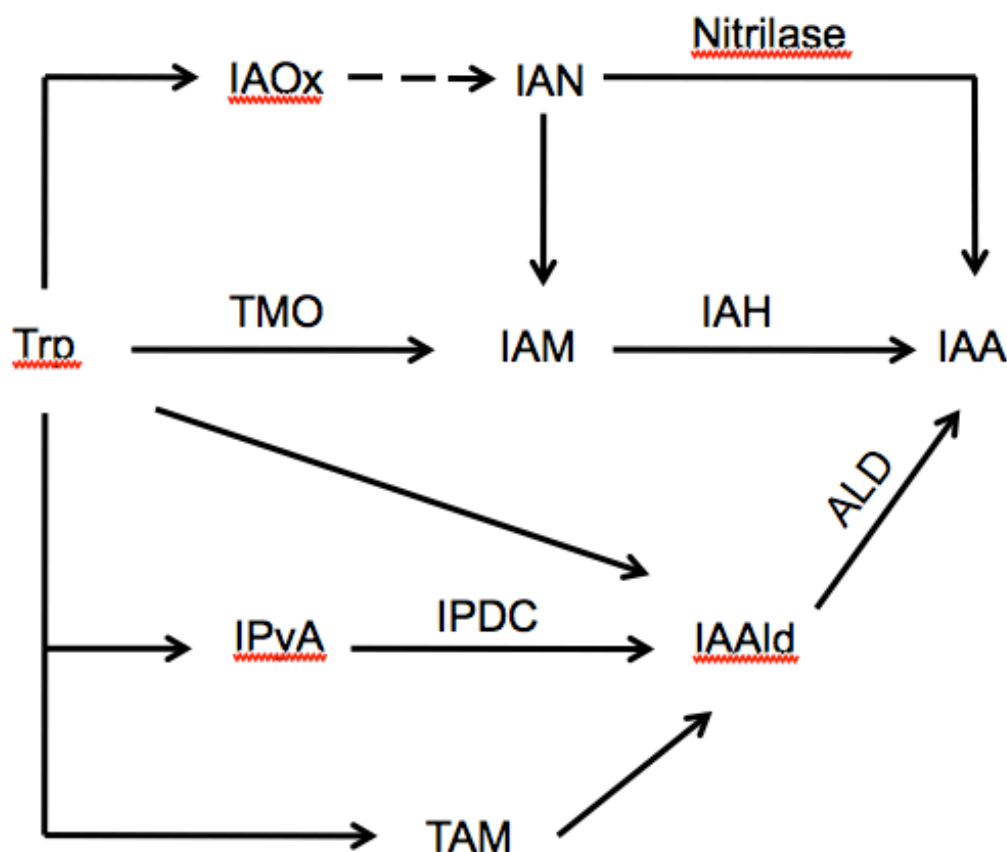 Nitrilase
IAOx
IAN
TMO
IAH
Trp
IAM
IAA
ALD
IPvA
IPDC
IAAld
TAM